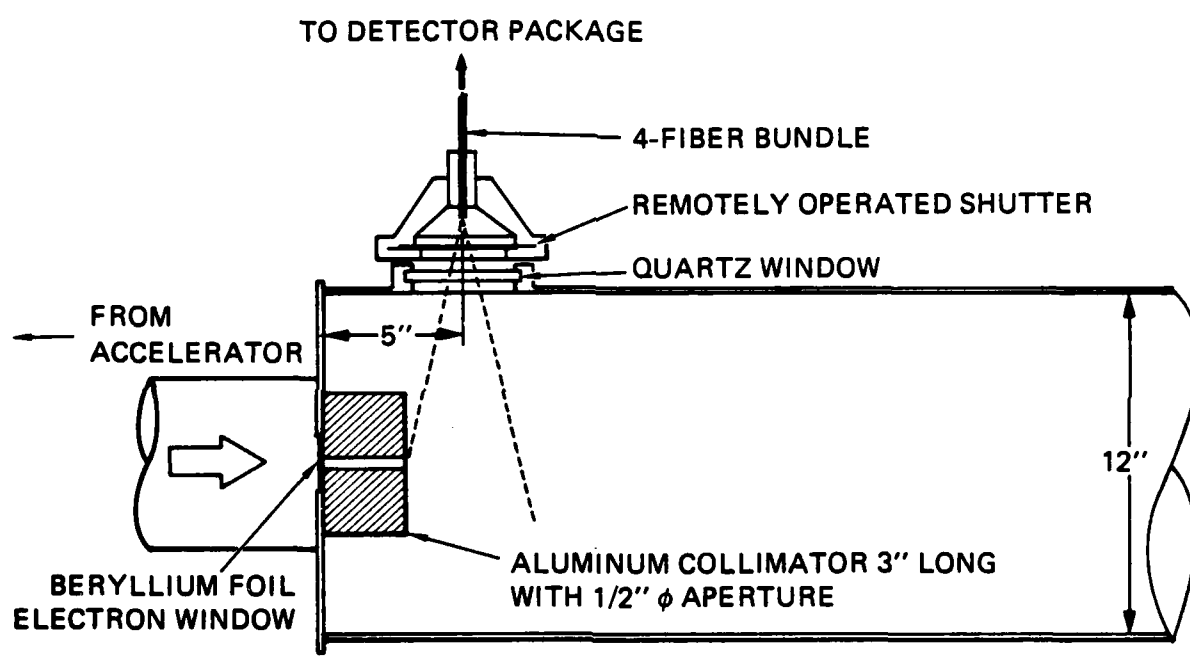 TO DETECTOR PACKAGE
4-FIBER BUNDLE
REMOTELY OPERATED SHUTTER
QUARTZ WINDOW
FROM
ACCELERATOR
5"
12"
BERYLLIUM FOIL
ELECTRON WINDOW
ALUMINUM COLLIMATOR 3" LONG
WITH 1/2" ϕ APERTURE